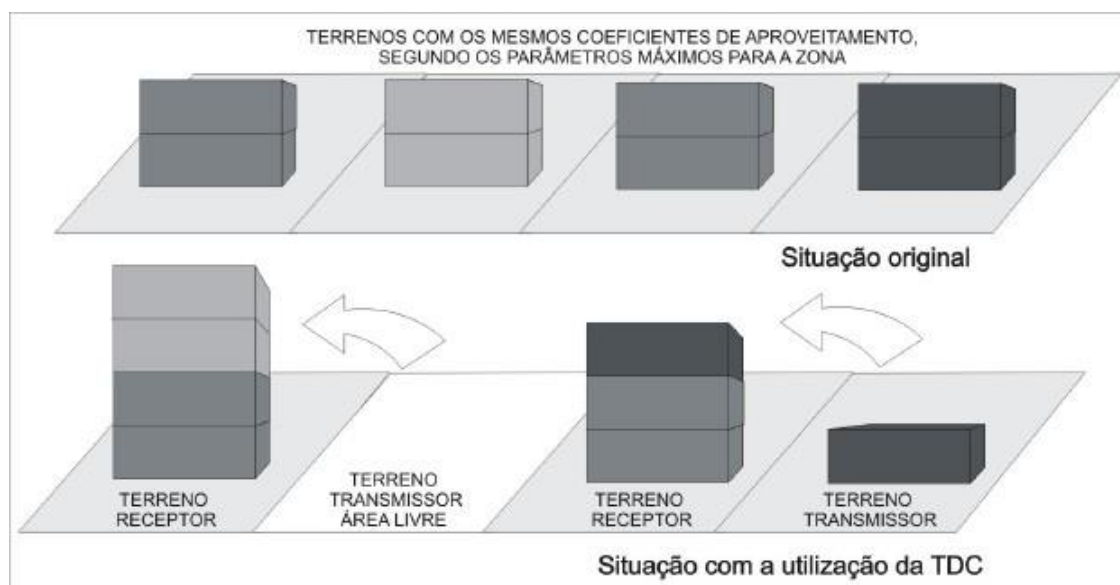 TERRENOS COM OS MESMOS COEFICIENTES DE APROVEITAMENTO,
SEGUNDO OS PARÂMETROS MÁXIMOS PARA A ZONA
Situação original
TERRENO
RECEPTOR
TERRENO
TRANSMISSOR
ÁREA LIVRE
TERRENO
RECEPTOR
TERRENO
TRANSMISSOR
Situação com a utilização da TDC